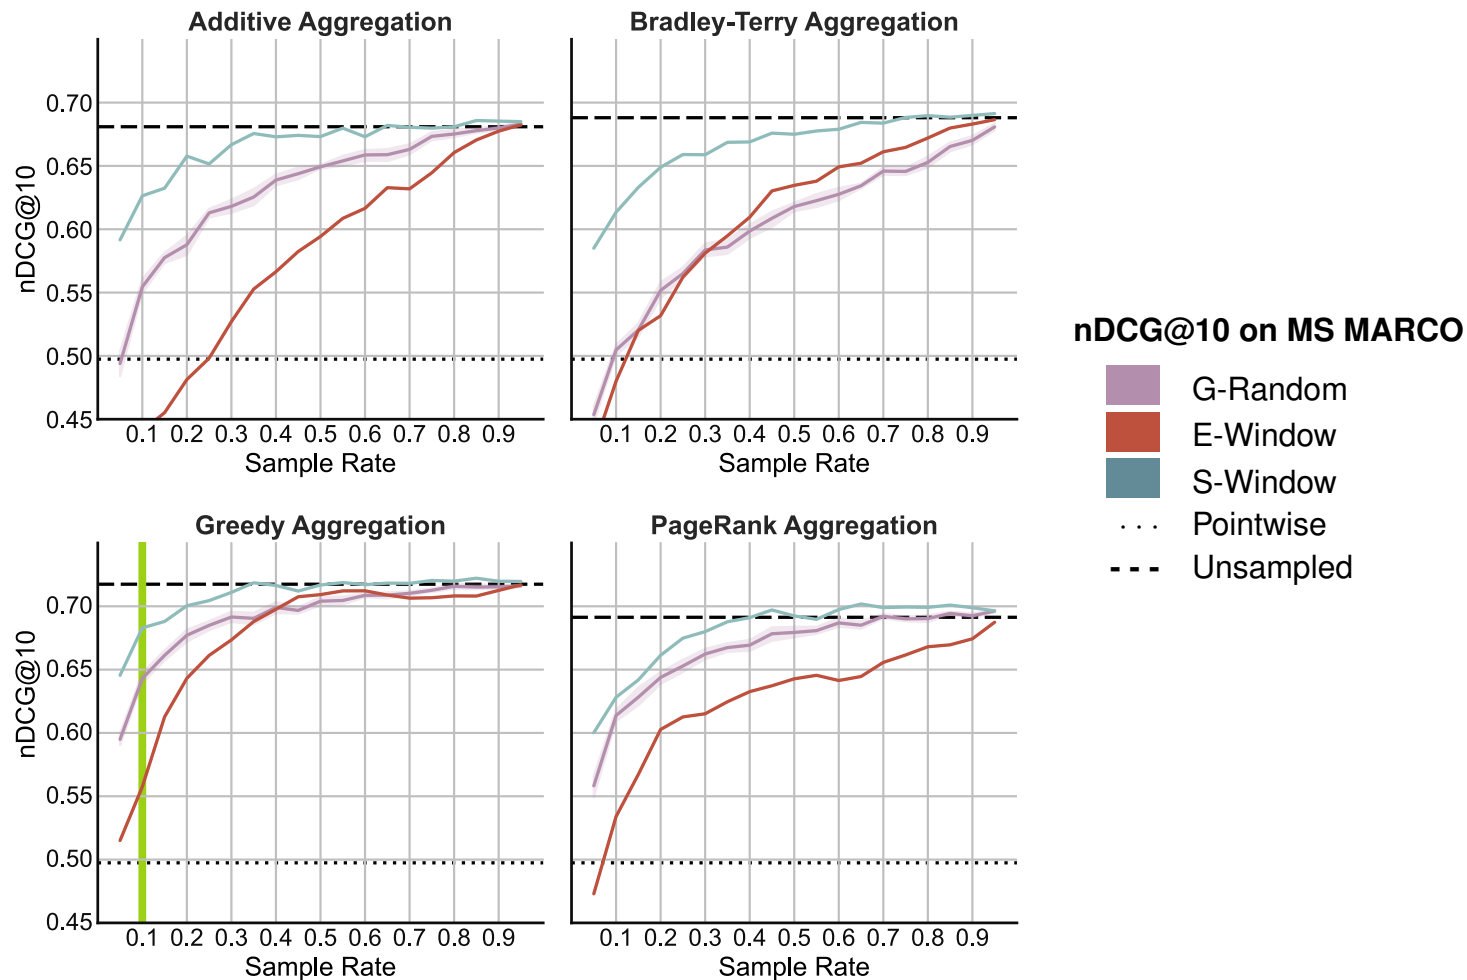 Additive Aggregation
nDCG@10
0.70
0.65
0.60
0.55
0.50
0.45
0.1 0.2 0.3 0.4 0.5 0.6 0.7 0.8 0.9
Sample Rate
Bradley-Terry Aggregation
0.1 0.2 0.3 0.4 0.5 0.6 0.7 0.8 0.9
Sample Rate
Greedy Aggregation
nDCG@10
0.70
0.65
0.60
0.55
0.50
0.45
0.1 0.2 0.3 0.4 0.5 0.6 0.7 0.8 0.9
Sample Rate
PageRank Aggregation
0.1 0.2 0.3 0.4 0.5 0.6 0.7 0.8 0.9
Sample Rate
nDCG@10 on MS MARCO
G-Random
E-Window
S-Window
Pointwise
Unsampled